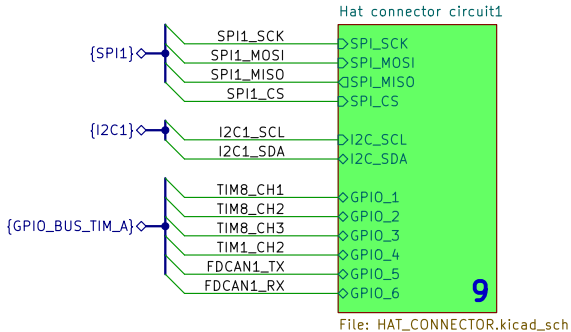 Hat connector circuit1
SPI1_SCK SPI_SCK
{SPI1} SPI1_MOSI SPI_MOSI
SPI1_MISO SPI_MISO
SPI1_CS SPI_CS
{I2C1} I2C1_SCL I2C_SCL
I2C1_SDA I2C_SDA
TIM8_CH1 GPIO_1
{GPIO_BUS_TIM_A} TIM8_CH2 GPIO_2
TIM8_CH3 GPIO_3
TIM1_CH2 GPIO_4
FDCAN1_TX GPIO_5
FDCAN1_RX GPIO_6
9
File: HAT_CONNECTOR.kicad_sch